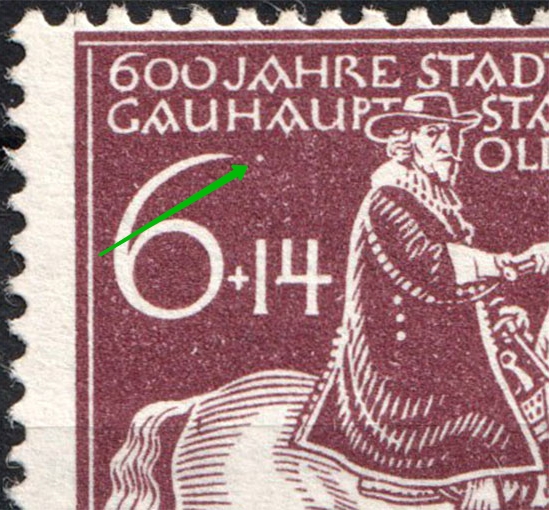 600 JAHRE STAD
GAUHAUPT STA
OL
6+14